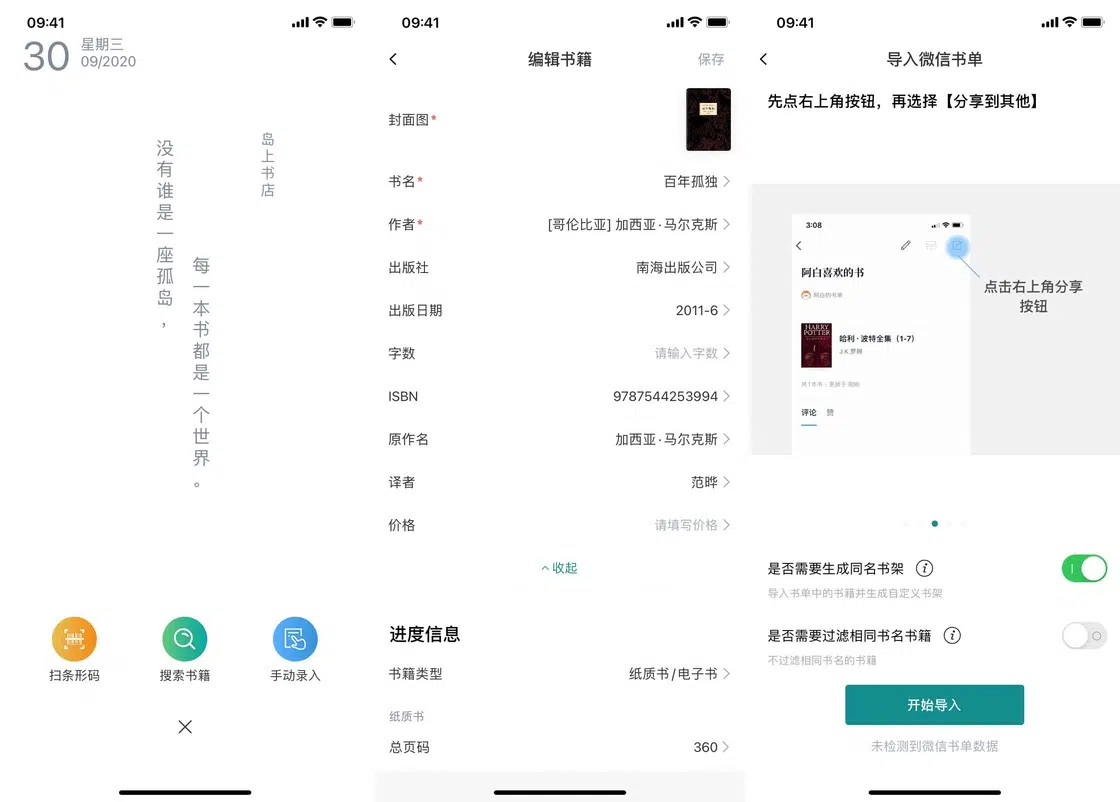 09:41
30
星期三
09/2020
岛上书店
没有谁是一座孤岛，
每一本书都是一个世界。
扫条形码
搜索书籍
手动录入
09:41
编辑书籍
保存
封面图*
书名*
百年孤独
作者*
[哥伦比亚] 加西亚·马尔克斯
出版社
南海出版公司
出版日期
2011-6
字数
请输入字数
ISBN
9787544253994
原作名
加西亚·马尔克斯
译者
范晔
价格
请填写价格
收起
进度信息
书籍类型
纸质书/电子书
纸质书
总页码
360
09:41
导入微信书单
先点右上角按钮，再选择【分享到其他】
3:08
阿白喜欢的书
阿白的书单
点击右上角分享
按钮
HARRY
POTTER
哈利·波特全集（1-7）
J.K.罗琳
评论
赞
是否需要生成同名书架
导入书单中的书籍并生成自定义书架
是否需要过滤相同书名书籍
不过滤相同书名的书籍
开始导入
未检测到微信书单数据